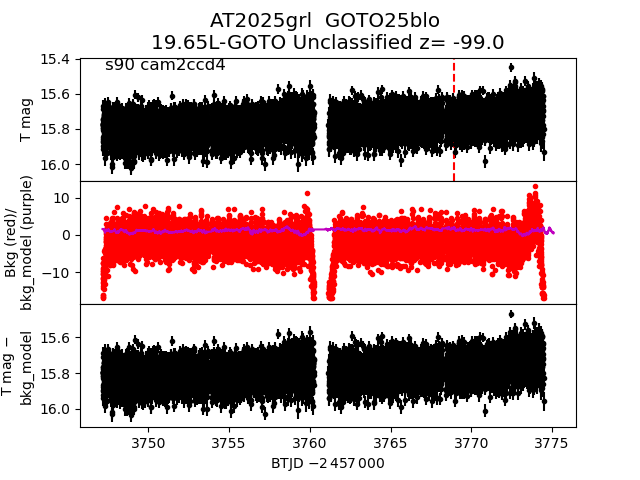 AT2025grl  GOTO25blo
19.65L-GOTO Unclassified z= -99.0
s90 cam2ccd4
15.4
15.6
15.8
16.0
T mag
10
0
−10
Bkg (red)/
bkg_model (purple)
15.6
15.8
16.0
T mag −
bkg_model
3750
3755
3760
3765
3770
3775
BTJD −2 457 000